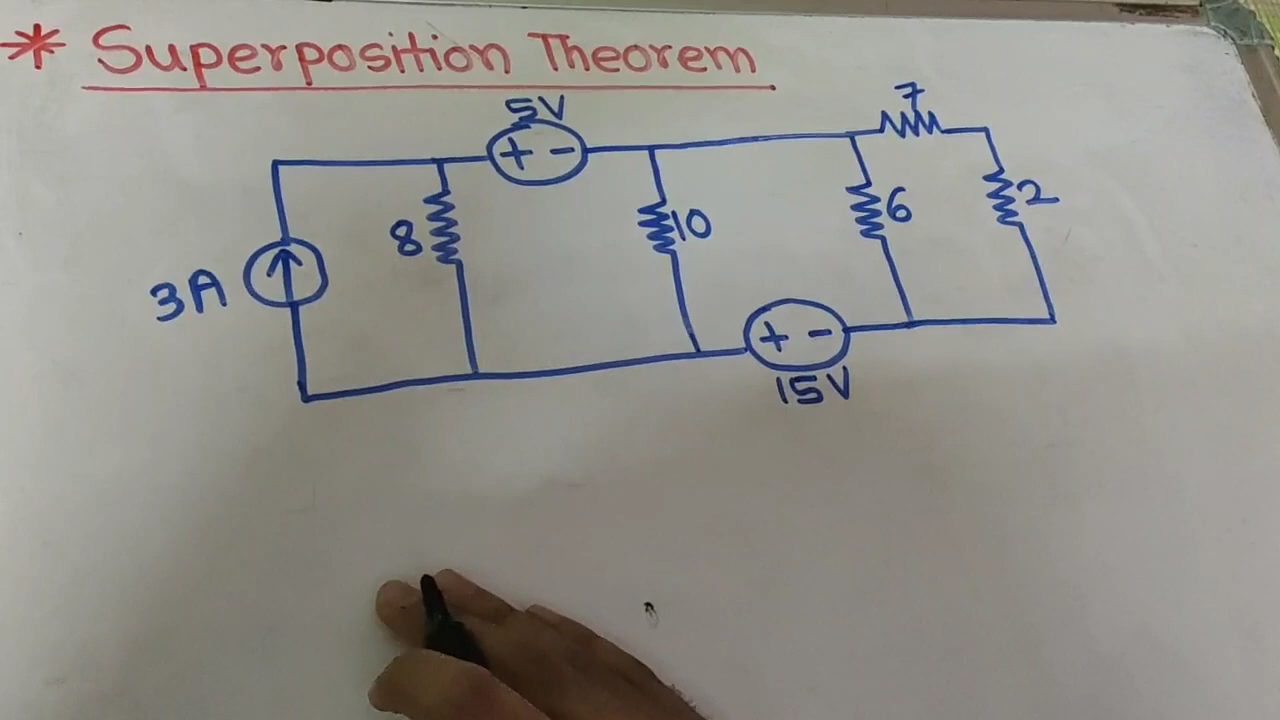 * Superposition Theorem
5V
7
+ -
8
10
6
2
3A
+ -
15V